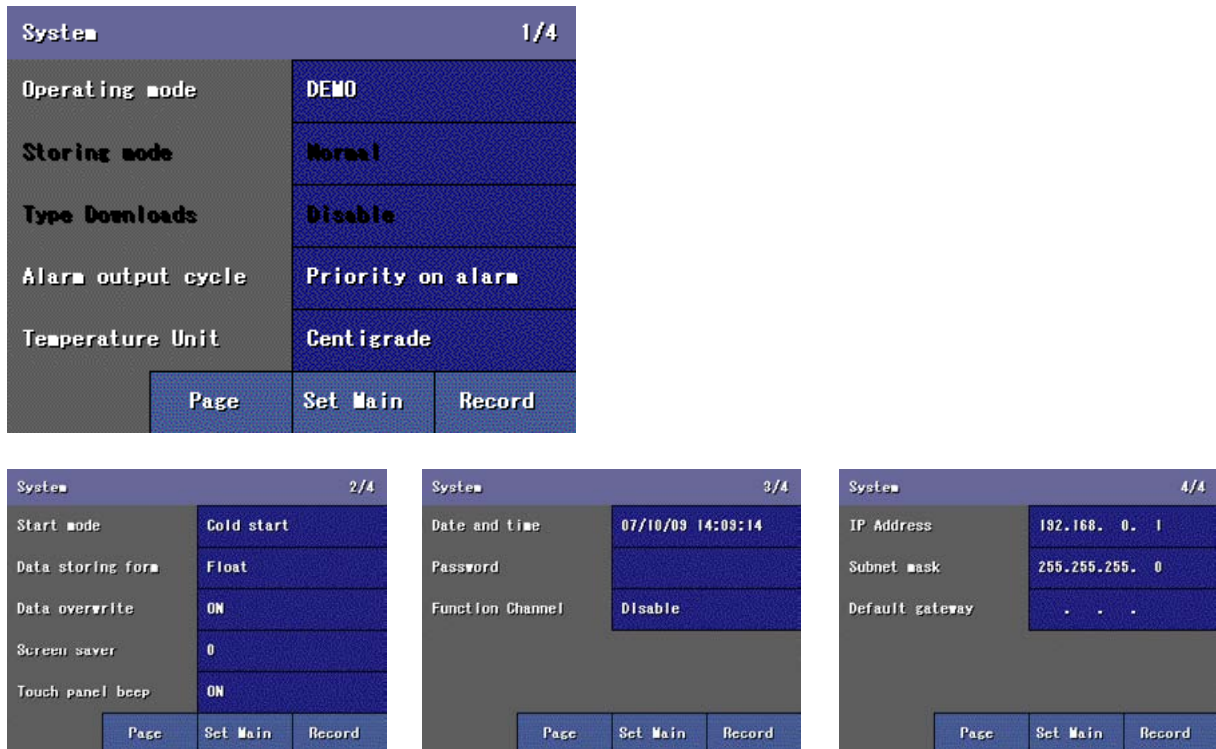 System 1/4
Operating mode DEMO
Storing mode Normal
Type Downloads Disable
Alarm output cycle Priority on alarm
Temperature Unit Centigrade
Page Set Main Record
System 2/4
Start mode Cold start
Data storing form Float
Data overwrite ON
Screen saver 0
Touch panel beep ON
Page Set Main Record
System 3/4
Date and time 07/10/09 14:09:14
Password
Function Channel Disable
Page Set Main Record
System 4/4
IP Address 192.168. 0. 1
Subnet mask 255.255.255. 0
Default gateway . . .
Page Set Main Record